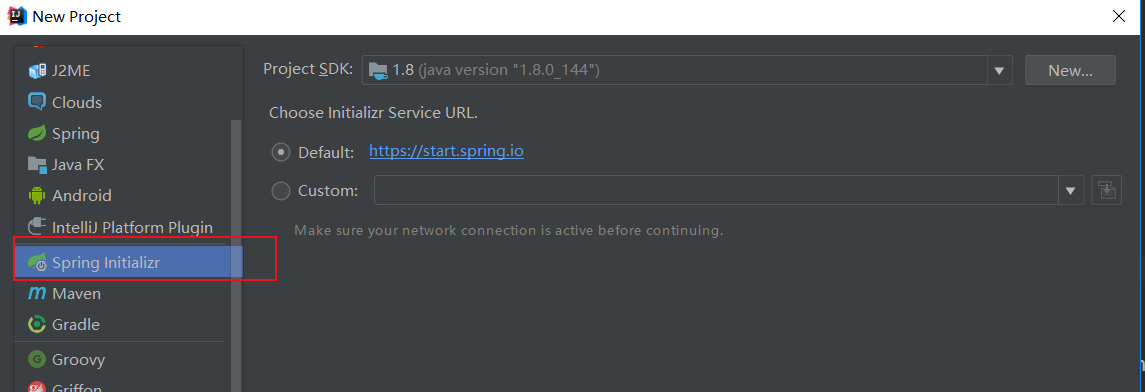 New Project
J2ME
Clouds
Spring
Java FX
Android
IntelliJ Platform Plugin
Spring Initializr
Maven
Gradle
Groovy
Griffon
Project SDK: 1.8 (java version "1.8.0_144") New...
Choose Initializr Service URL.
Default: https://start.spring.io
Custom:
Make sure your network connection is active before continuing.